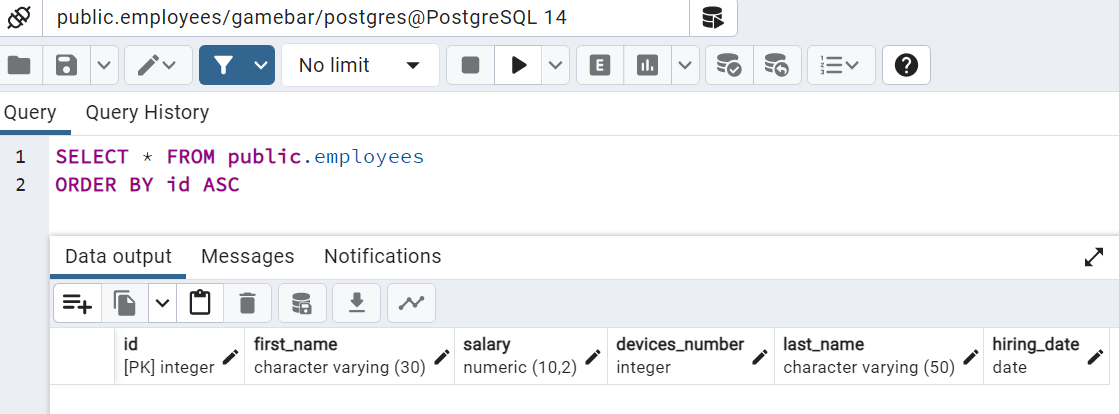 public.employees/gamebar/postgres@PostgreSQL 14
No limit
E
Query Query History
1 SELECT * FROM public.employees
2 ORDER BY id ASC
Data output Messages Notifications
id first_name salary devices_number last_name hiring_date
[PK] integer character varying (30) numeric (10,2) integer character varying (50) date